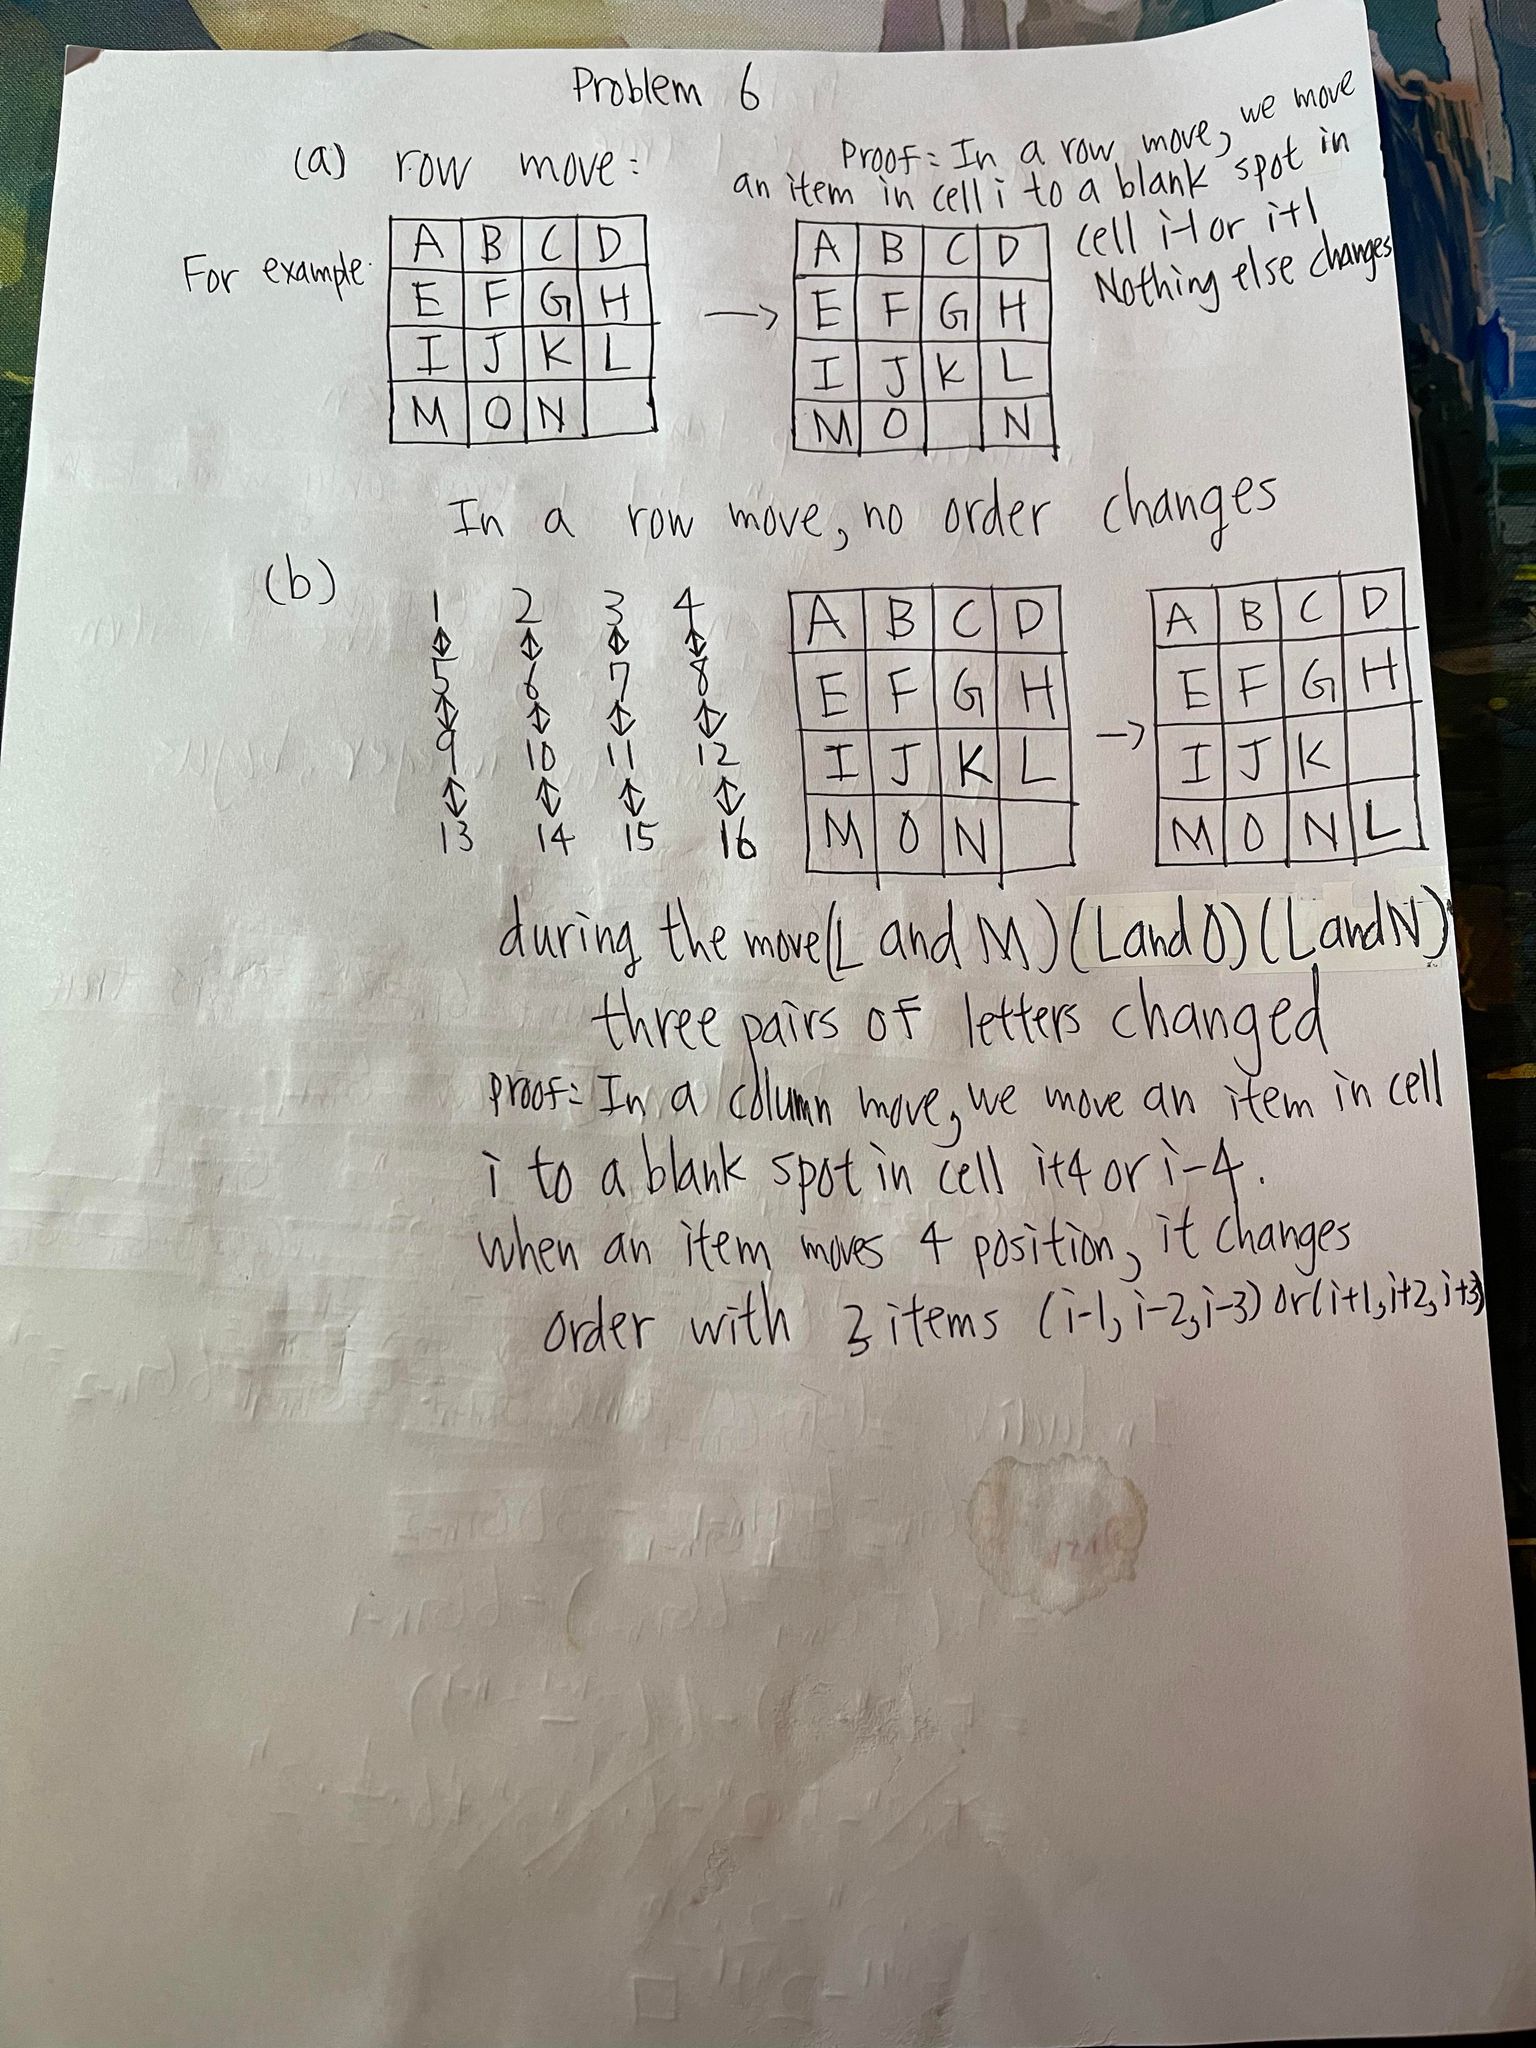 Problem 6
(a) row move:
Proof: In a row move, we move
an item in cell i to a blank spot in
cell i-1 or i+1
Nothing else changes
For example:
A B C D
E F G H
I J K L
M O N
→
A B C D
E F G H
I J K L
M O N
In a row move, no order changes
(b)
1 2 3 4
↕ ↕ ↕ ↕
5 6 7 8
↕ ↕ ↕ ↕
9 10 11 12
↕ ↕ ↕ ↕
13 14 15 16
A B C D
E F G H
I J K L
M O N
→
A B C D
E F G H
I J K
M O N L
during the move (L and M) (L and O) (L and N)
three pairs of letters changed
Proof: In a column move, we move an item in cell
i to a blank spot in cell i+4 or i-4.
when an item moves 4 position, it changes
order with 3 items (i-1, i-2, i-3) or (i+1, i+2, i+3)